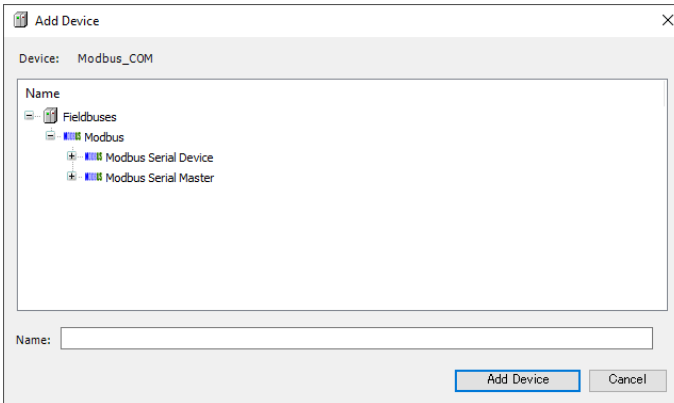 Add Device
Device: Modbus_COM
Name
Fieldbuses
Modbus
Modbus Serial Device
Modbus Serial Master
Name:
Add Device Cancel